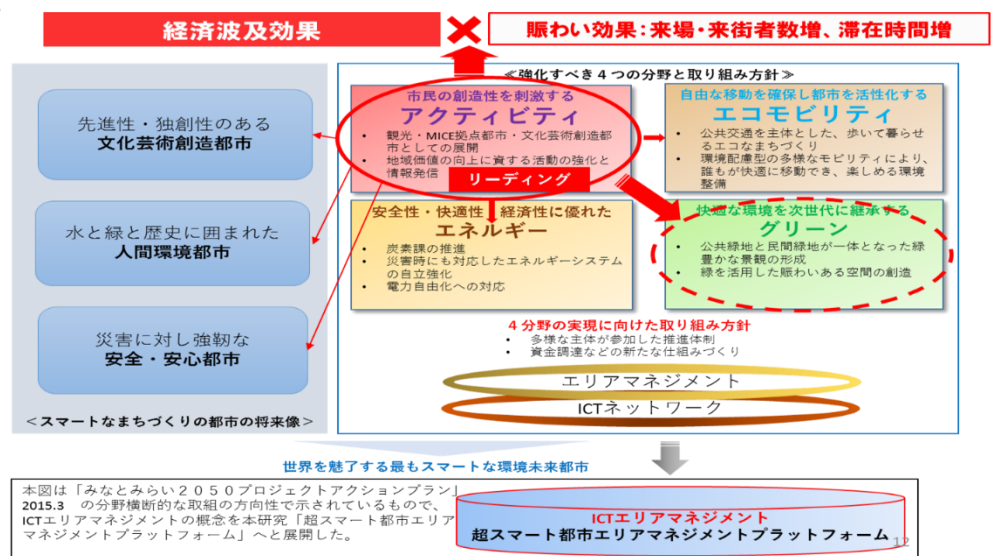 経済波及効果
賑わい効果：来場・来街者数増、滞在時間増
≪強化すべき４つの分野と取り組み方針≫
先進性・独創性のある
文化芸術創造都市
水と緑と歴史に囲まれた
人間環境都市
災害に対し強靭な
安全・安心都市
＜スマートなまちづくりの都市の将来像＞
市民の創造性を刺激する
アクティビティ
• 観光・MICE拠点都市・文化芸術創造都
市としての展開
• 地域価値の向上に資する活動の強化と
情報発信
リーディング
自由な移動を確保し都市を活性化する
エコモビリティ
• 公共交通を主体とした、歩いて暮らせ
るエコなまちづくり
• 環境配慮型の多様なモビリティにより、
誰もが快適に移動でき、楽しめる環境
整備
安全性・快適性 経済性に優れた
エネルギー
• 炭素課の推進
• 災害時にも対応したエネルギーシステム
の自立強化
• 電力自由化への対応
快適な環境を次世代に継承する
グリーン
• 公共緑地と民間緑地が一体となった緑
豊かな景観の形成
• 緑を活用した賑わいある空間の創造
４分野の実現に向けた取り組み方針
• 多様な主体が参加した推進体制
• 資金調達などの新たな仕組みづくり
エリアマネジメント
ICTネットワーク
世界を魅了する最もスマートな環境未来都市
本図は「みなとみらい２０５０プロジェクトアクションプラン」
2015.3 の分野横断的な取組の方向性で示されているもので、
ICTエリアマネジメントの概念を本研究「超スマート都市エリア
マネジメントプラットフォーム」へと展開した。
ICTエリアマネジメント
超スマート都市エリアマネジメントプラットフォーム
12